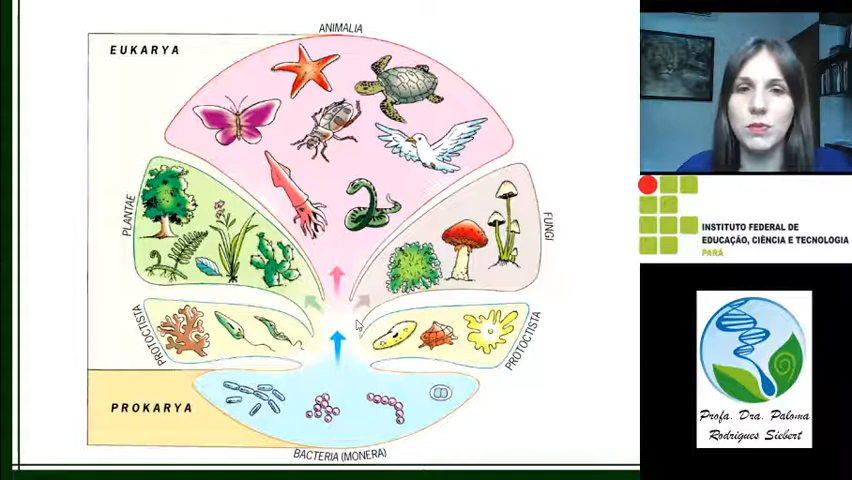 ANIMALIA
EUKARYA
PLANTAE
FUNGI
PROTOCTISTA
PROTOCTISTA
PROKARYA
BACTERIA (MONERA)
INSTITUTO FEDERAL DE
EDUCAÇÃO, CIÊNCIA E TECNOLOGIA
PARÁ
Profa. Dra. Paloma
Rodrigues Siebert